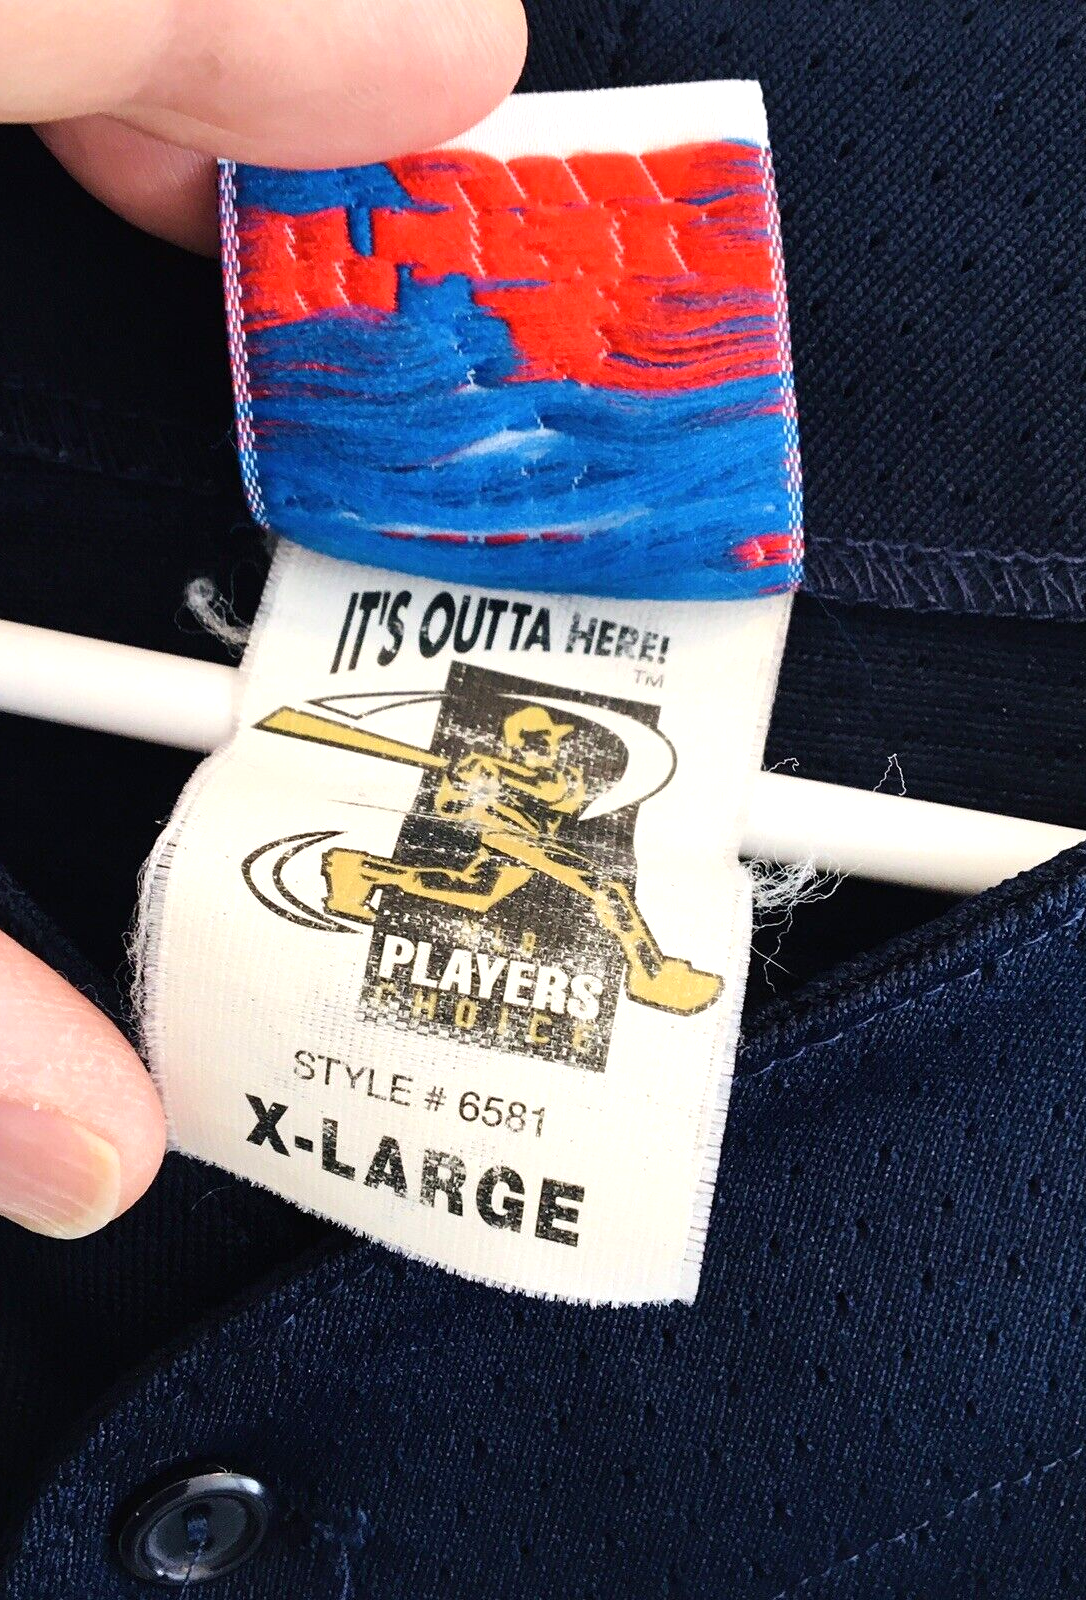 IT'S OUTTA HERE!
TM
PLAYERS
CHOICE
STYLE # 6581
X-LARGE